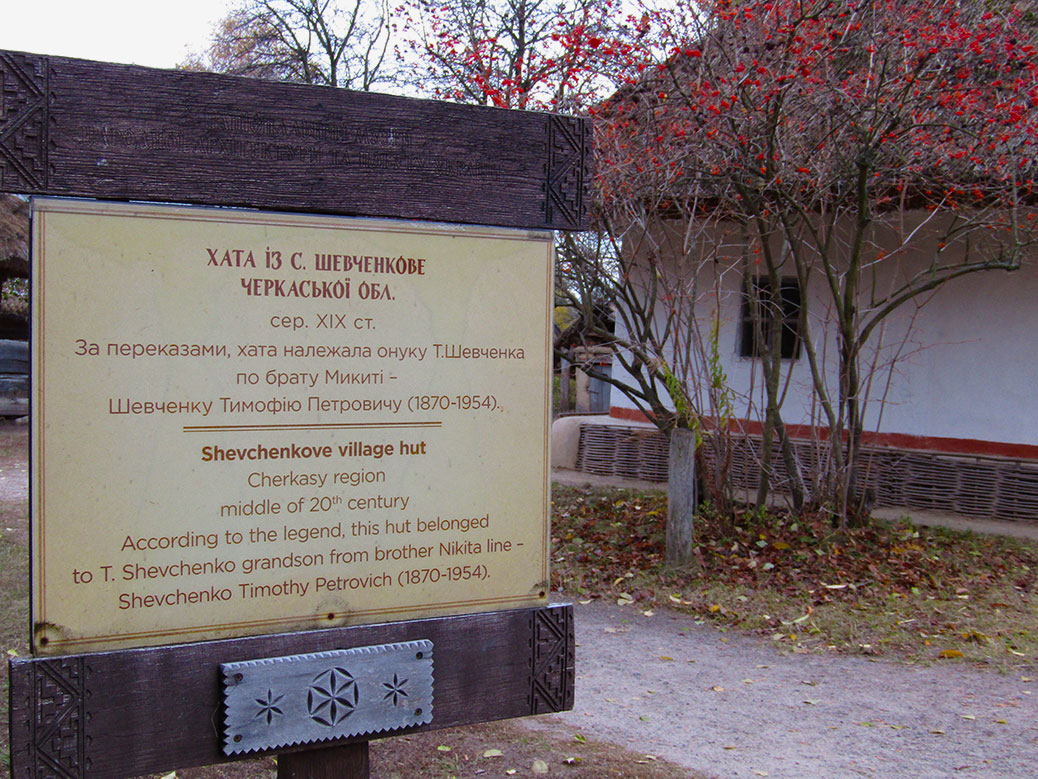 ХАТА ІЗ С. ШЕВЧЕНКОВЕ
ЧЕРКАСЬКОЇ ОБЛ.
сер. XIX ст.
За переказами, хата належала онуку Т.Шевченка
по брату Микиті –
Шевченку Тимофію Петровичу (1870-1954).
Shevchenkove village hut
Cherkasy region
middle of 20th century
According to the legend, this hut belonged
to T. Shevchenko grandson from brother Nikita line –
Shevchenko Timothy Petrovich (1870-1954).